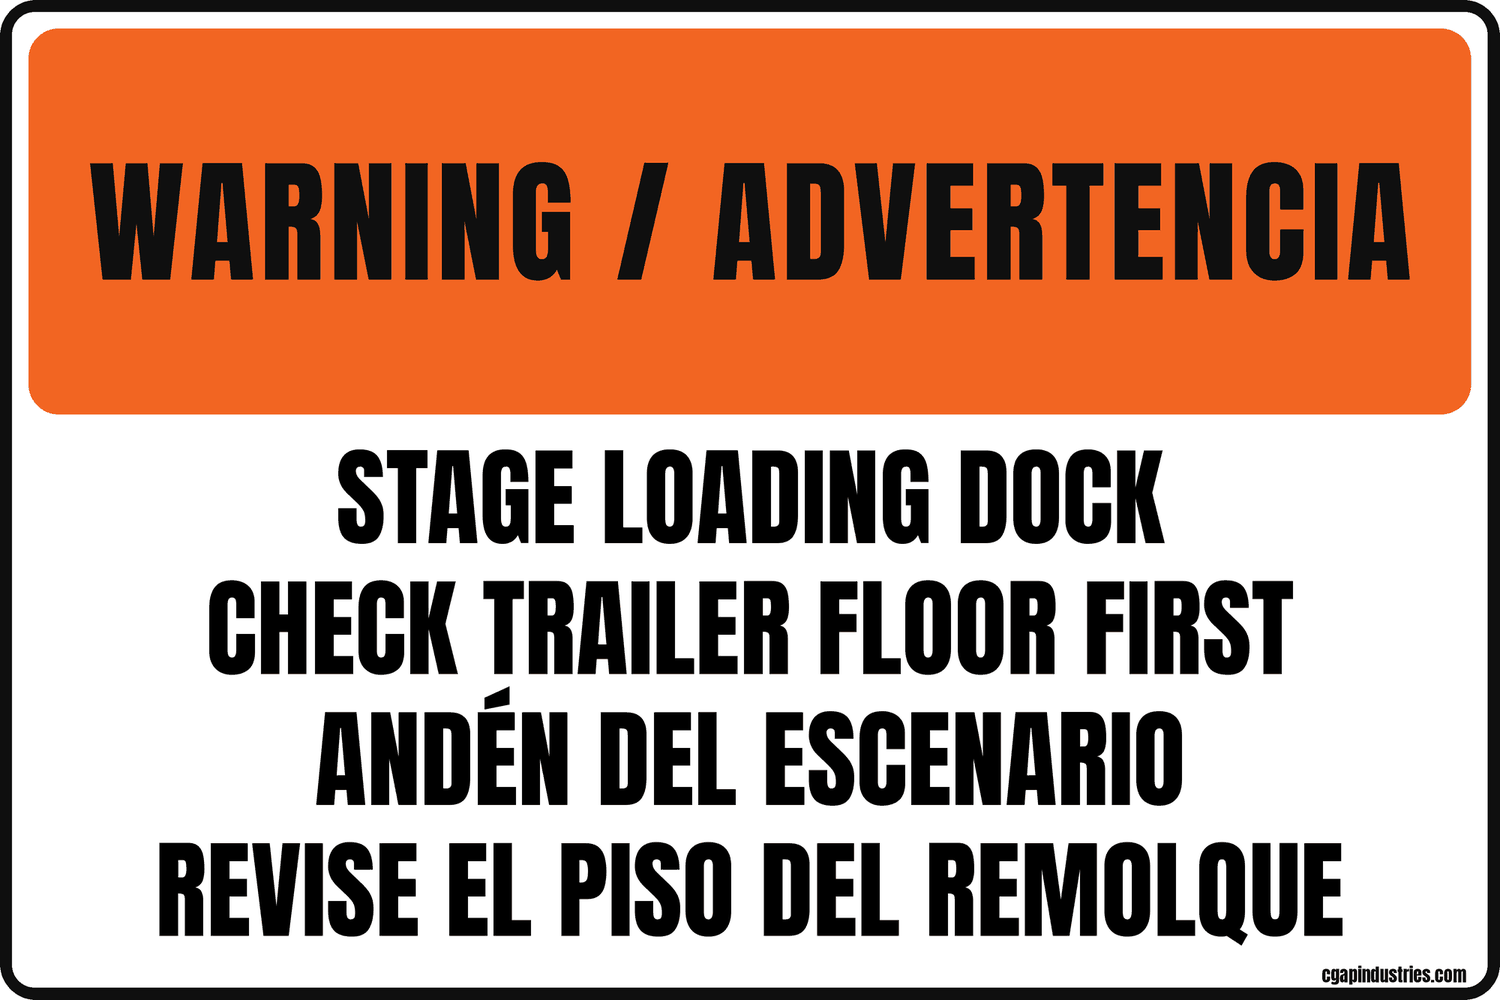 WARNING / ADVERTENCIA
STAGE LOADING DOCK
CHECK TRAILER FLOOR FIRST
ANDÉN DEL ESCENARIO
REVISE EL PISO DEL REMOLQUE
cgapindustries.com